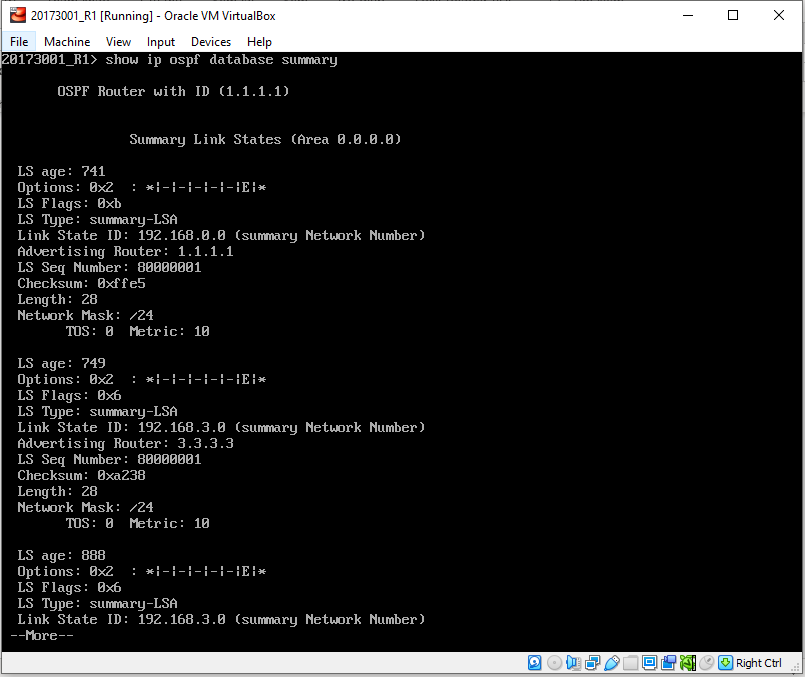 20173001_R1 [Running] - Oracle VM VirtualBox
File Machine View Input Devices Help
20173001_R1> show ip ospf database summary
OSPF Router with ID (1.1.1.1)
Summary Link States (Area 0.0.0.0)
LS age: 741
Options: 0x2 : *|-|-|-|-|-|E|*
LS Flags: 0xb
LS Type: summary-LSA
Link State ID: 192.168.0.0 (summary Network Number)
Advertising Router: 1.1.1.1
LS Seq Number: 80000001
Checksum: 0xffe5
Length: 28
Network Mask: /24
TOS: 0 Metric: 10
LS age: 749
Options: 0x2 : *|-|-|-|-|-|E|*
LS Flags: 0x6
LS Type: summary-LSA
Link State ID: 192.168.3.0 (summary Network Number)
Advertising Router: 3.3.3.3
LS Seq Number: 80000001
Checksum: 0xa238
Length: 28
Network Mask: /24
TOS: 0 Metric: 10
LS age: 888
Options: 0x2 : *|-|-|-|-|-|E|*
LS Flags: 0x6
LS Type: summary-LSA
Link State ID: 192.168.3.0 (summary Network Number)
--More--
Right Ctrl